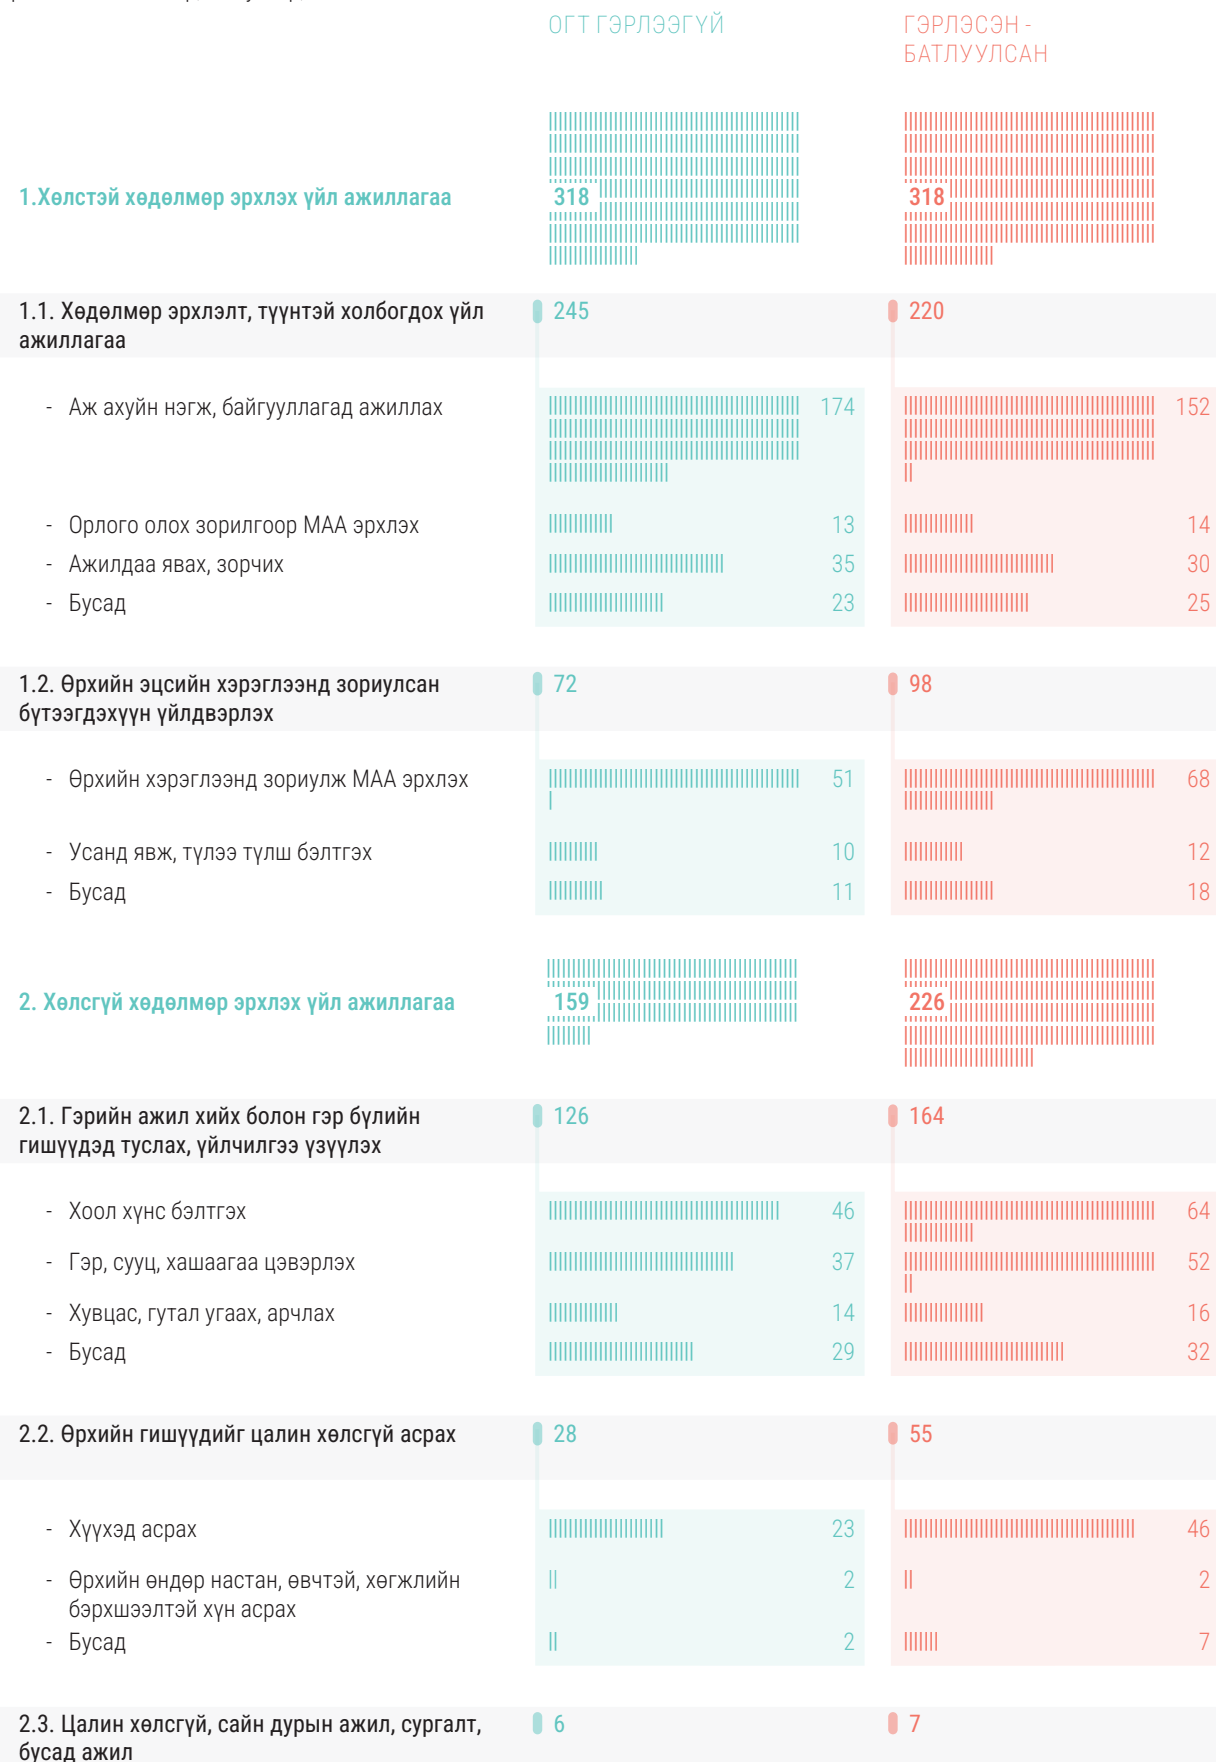 ОГТ ГЭРЛЭЭГҮЙ
ГЭРЛЭСЭН -
БАТЛУУЛСАН
1.Хөлстэй хөдөлмөр эрхлэх үйл ажиллагаа
318
318
1.1. Хөдөлмөр эрхлэлт, түүнтэй холбогдох үйл
ажиллагаа
245
220
- Аж ахуйн нэгж, байгууллагад ажиллах
174
152
- Орлого олох зорилгоор МАА эрхлэх
13
14
- Ажилдаа явах, зорчих
35
30
- Бусад
23
25
1.2. Өрхийн эцсийн хэрэглээнд зориулсан
бүтээгдэхүүн үйлдвэрлэх
72
98
- Өрхийн хэрэглээнд зориулж МАА эрхлэх
51
68
- Усанд явж, түлээ түлш бэлтгэх
10
12
- Бусад
11
18
2. Хөлсгүй хөдөлмөр эрхлэх үйл ажиллагаа
159
226
2.1. Гэрийн ажил хийх болон гэр бүлийн
гишүүдэд туслах, үйлчилгээ үзүүлэх
126
164
- Хоол хүнс бэлтгэх
46
64
- Гэр, сууц, хашаагаа цэвэрлэх
37
52
- Хувцас, гутал угаах, арчлах
14
16
- Бусад
29
32
2.2. Өрхийн гишүүдийг цалин хөлсгүй асрах
28
55
- Хүүхэд асрах
23
46
- Өрхийн өндөр настан, өвчтэй, хөгжлийн
бэрхшээлтэй хүн асрах
2
2
- Бусад
2
7
2.3. Цалин хөлсгүй, сайн дурын ажил, сургалт,
бусад ажил
6
7